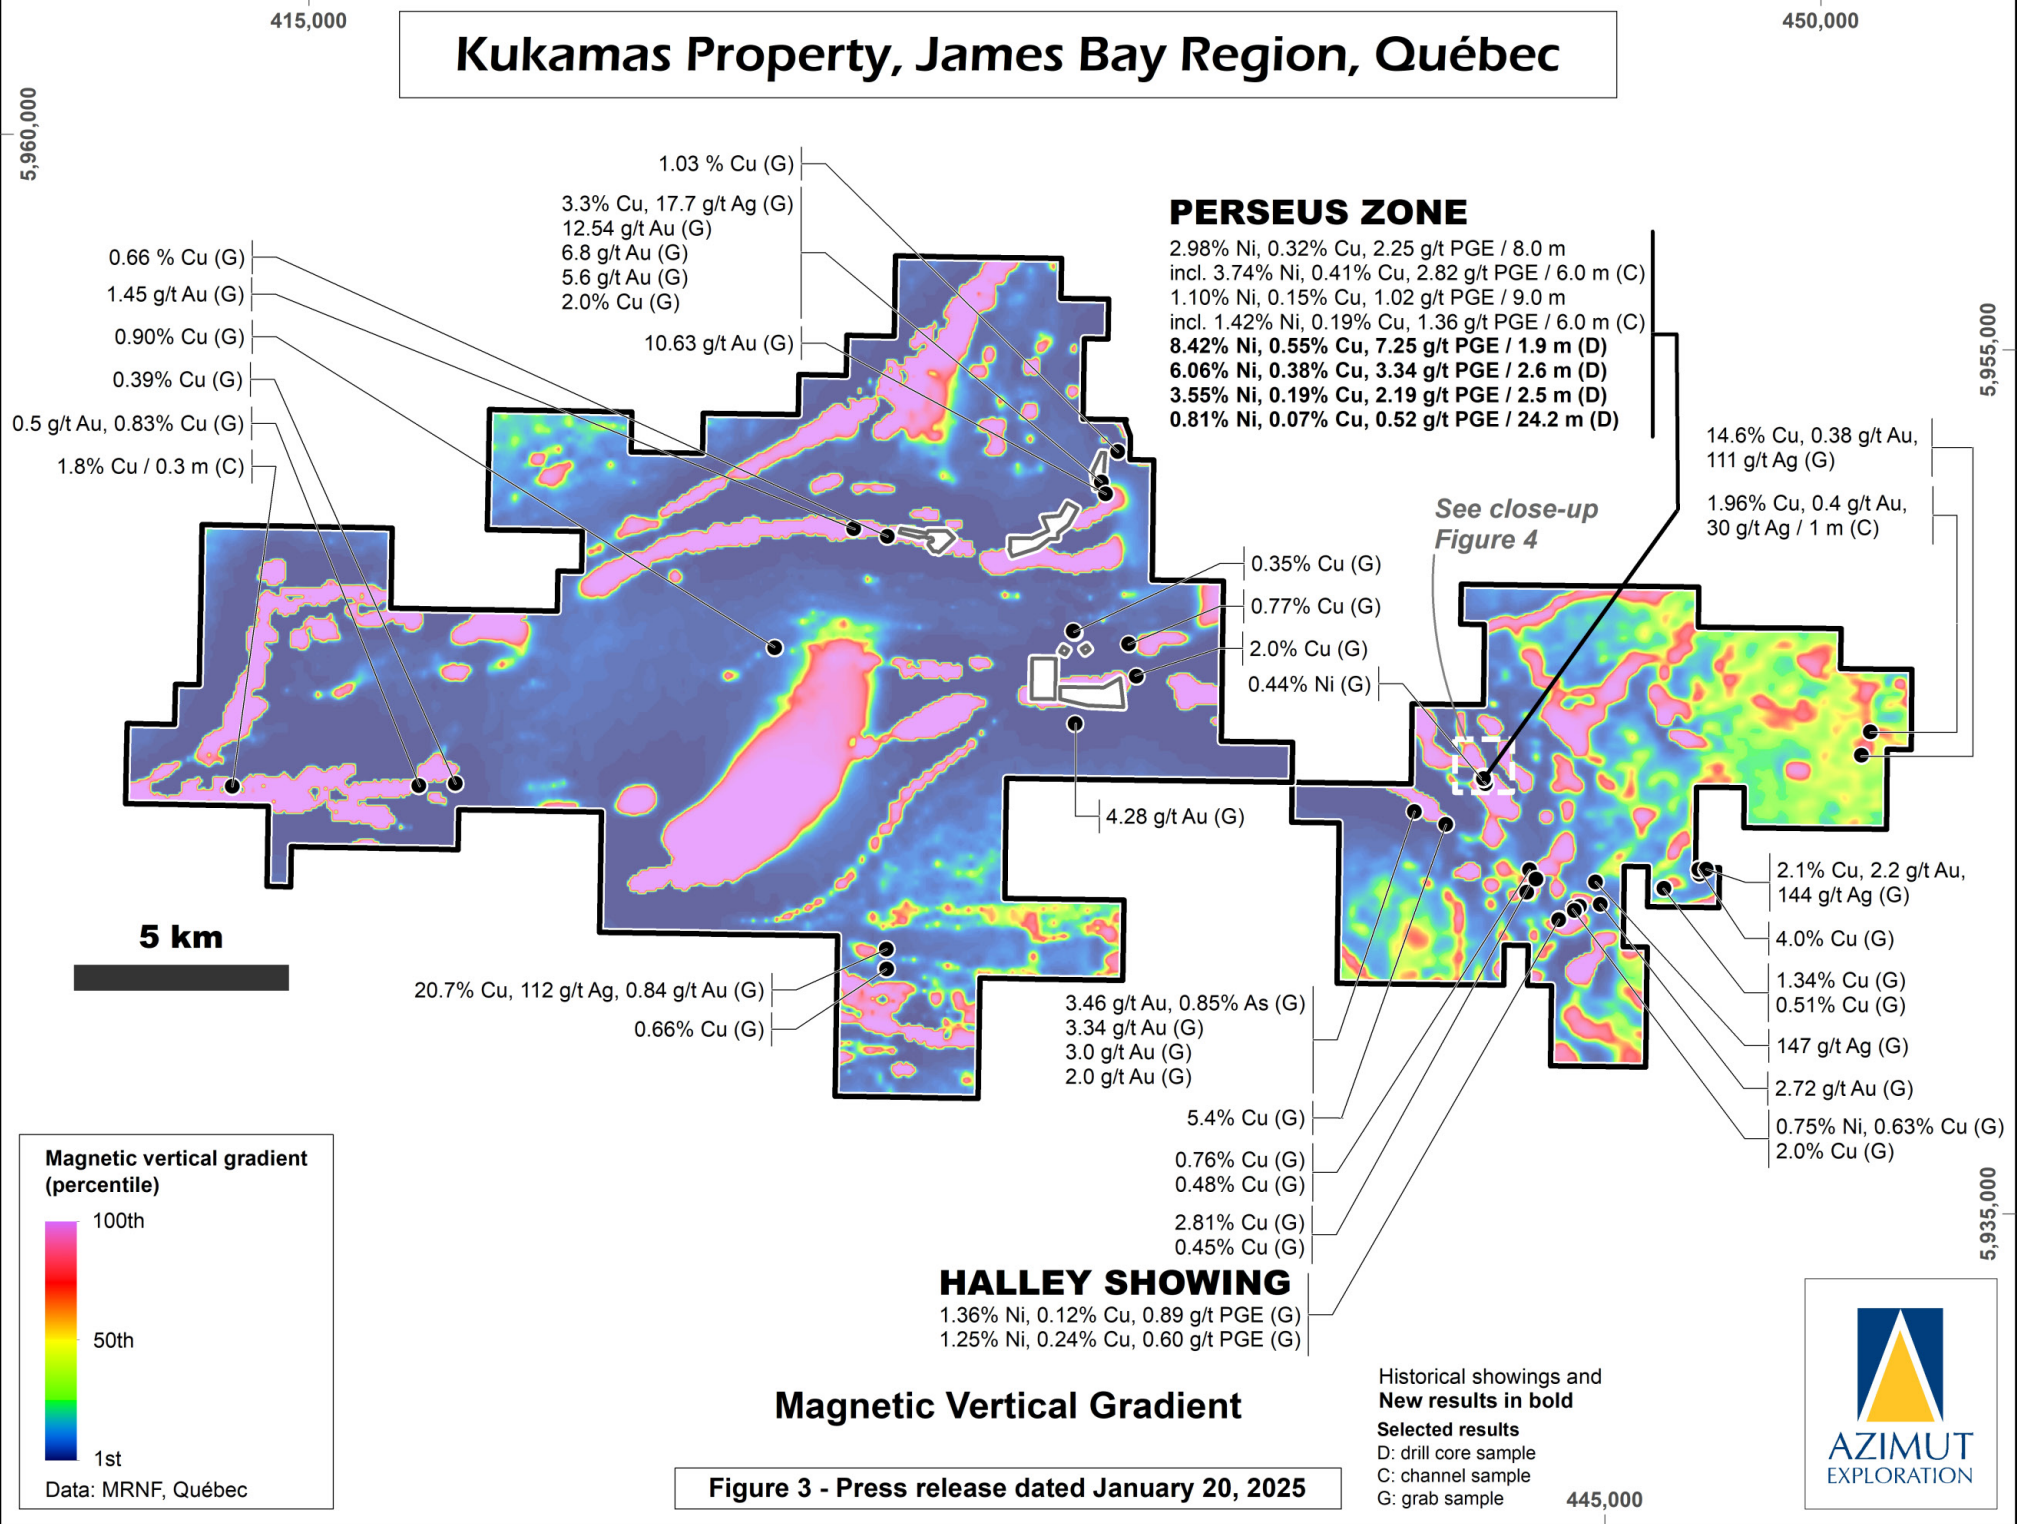 415,000
450,000
Kukamas Property, James Bay Region, Québec
5,960,000
1.03 % Cu (G)
3.3% Cu, 17.7 g/t Ag (G)
12.54 g/t Au (G)
6.8 g/t Au (G)
5.6 g/t Au (G)
2.0% Cu (G)
10.63 g/t Au (G)
0.66 % Cu (G)
1.45 g/t Au (G)
0.90% Cu (G)
0.39% Cu (G)
0.5 g/t Au, 0.83% Cu (G)
1.8% Cu / 0.3 m (C)
PERSEUS ZONE
2.98% Ni, 0.32% Cu, 2.25 g/t PGE / 8.0 m
incl. 3.74% Ni, 0.41% Cu, 2.82 g/t PGE / 6.0 m (C)
1.10% Ni, 0.15% Cu, 1.02 g/t PGE / 9.0 m
incl. 1.42% Ni, 0.19% Cu, 1.36 g/t PGE / 6.0 m (C)
8.42% Ni, 0.55% Cu, 7.25 g/t PGE / 1.9 m (D)
6.06% Ni, 0.38% Cu, 3.34 g/t PGE / 2.6 m (D)
3.55% Ni, 0.19% Cu, 2.19 g/t PGE / 2.5 m (D)
0.81% Ni, 0.07% Cu, 0.52 g/t PGE / 24.2 m (D)
5,955,000
14.6% Cu, 0.38 g/t Au,
111 g/t Ag (G)
1.96% Cu, 0.4 g/t Au,
30 g/t Ag / 1 m (C)
See close-up
Figure 4
0.35% Cu (G)
0.77% Cu (G)
2.0% Cu (G)
0.44% Ni (G)
4.28 g/t Au (G)
5 km
20.7% Cu, 112 g/t Ag, 0.84 g/t Au (G)
0.66% Cu (G)
3.46 g/t Au, 0.85% As (G)
3.34 g/t Au (G)
3.0 g/t Au (G)
2.0 g/t Au (G)
5.4% Cu (G)
0.76% Cu (G)
0.48% Cu (G)
2.81% Cu (G)
0.45% Cu (G)
HALLEY SHOWING
1.36% Ni, 0.12% Cu, 0.89 g/t PGE (G)
1.25% Ni, 0.24% Cu, 0.60 g/t PGE (G)
2.1% Cu, 2.2 g/t Au,
144 g/t Ag (G)
4.0% Cu (G)
1.34% Cu (G)
0.51% Cu (G)
147 g/t Ag (G)
2.72 g/t Au (G)
0.75% Ni, 0.63% Cu (G)
2.0% Cu (G)
5,935,000
Magnetic vertical gradient
(percentile)
100th
50th
1st
Data: MRNF, Québec
Magnetic Vertical Gradient
Figure 3 - Press release dated January 20, 2025
Historical showings and
New results in bold
Selected results
D: drill core sample
C: channel sample
G: grab sample
445,000
AZIMUT
EXPLORATION